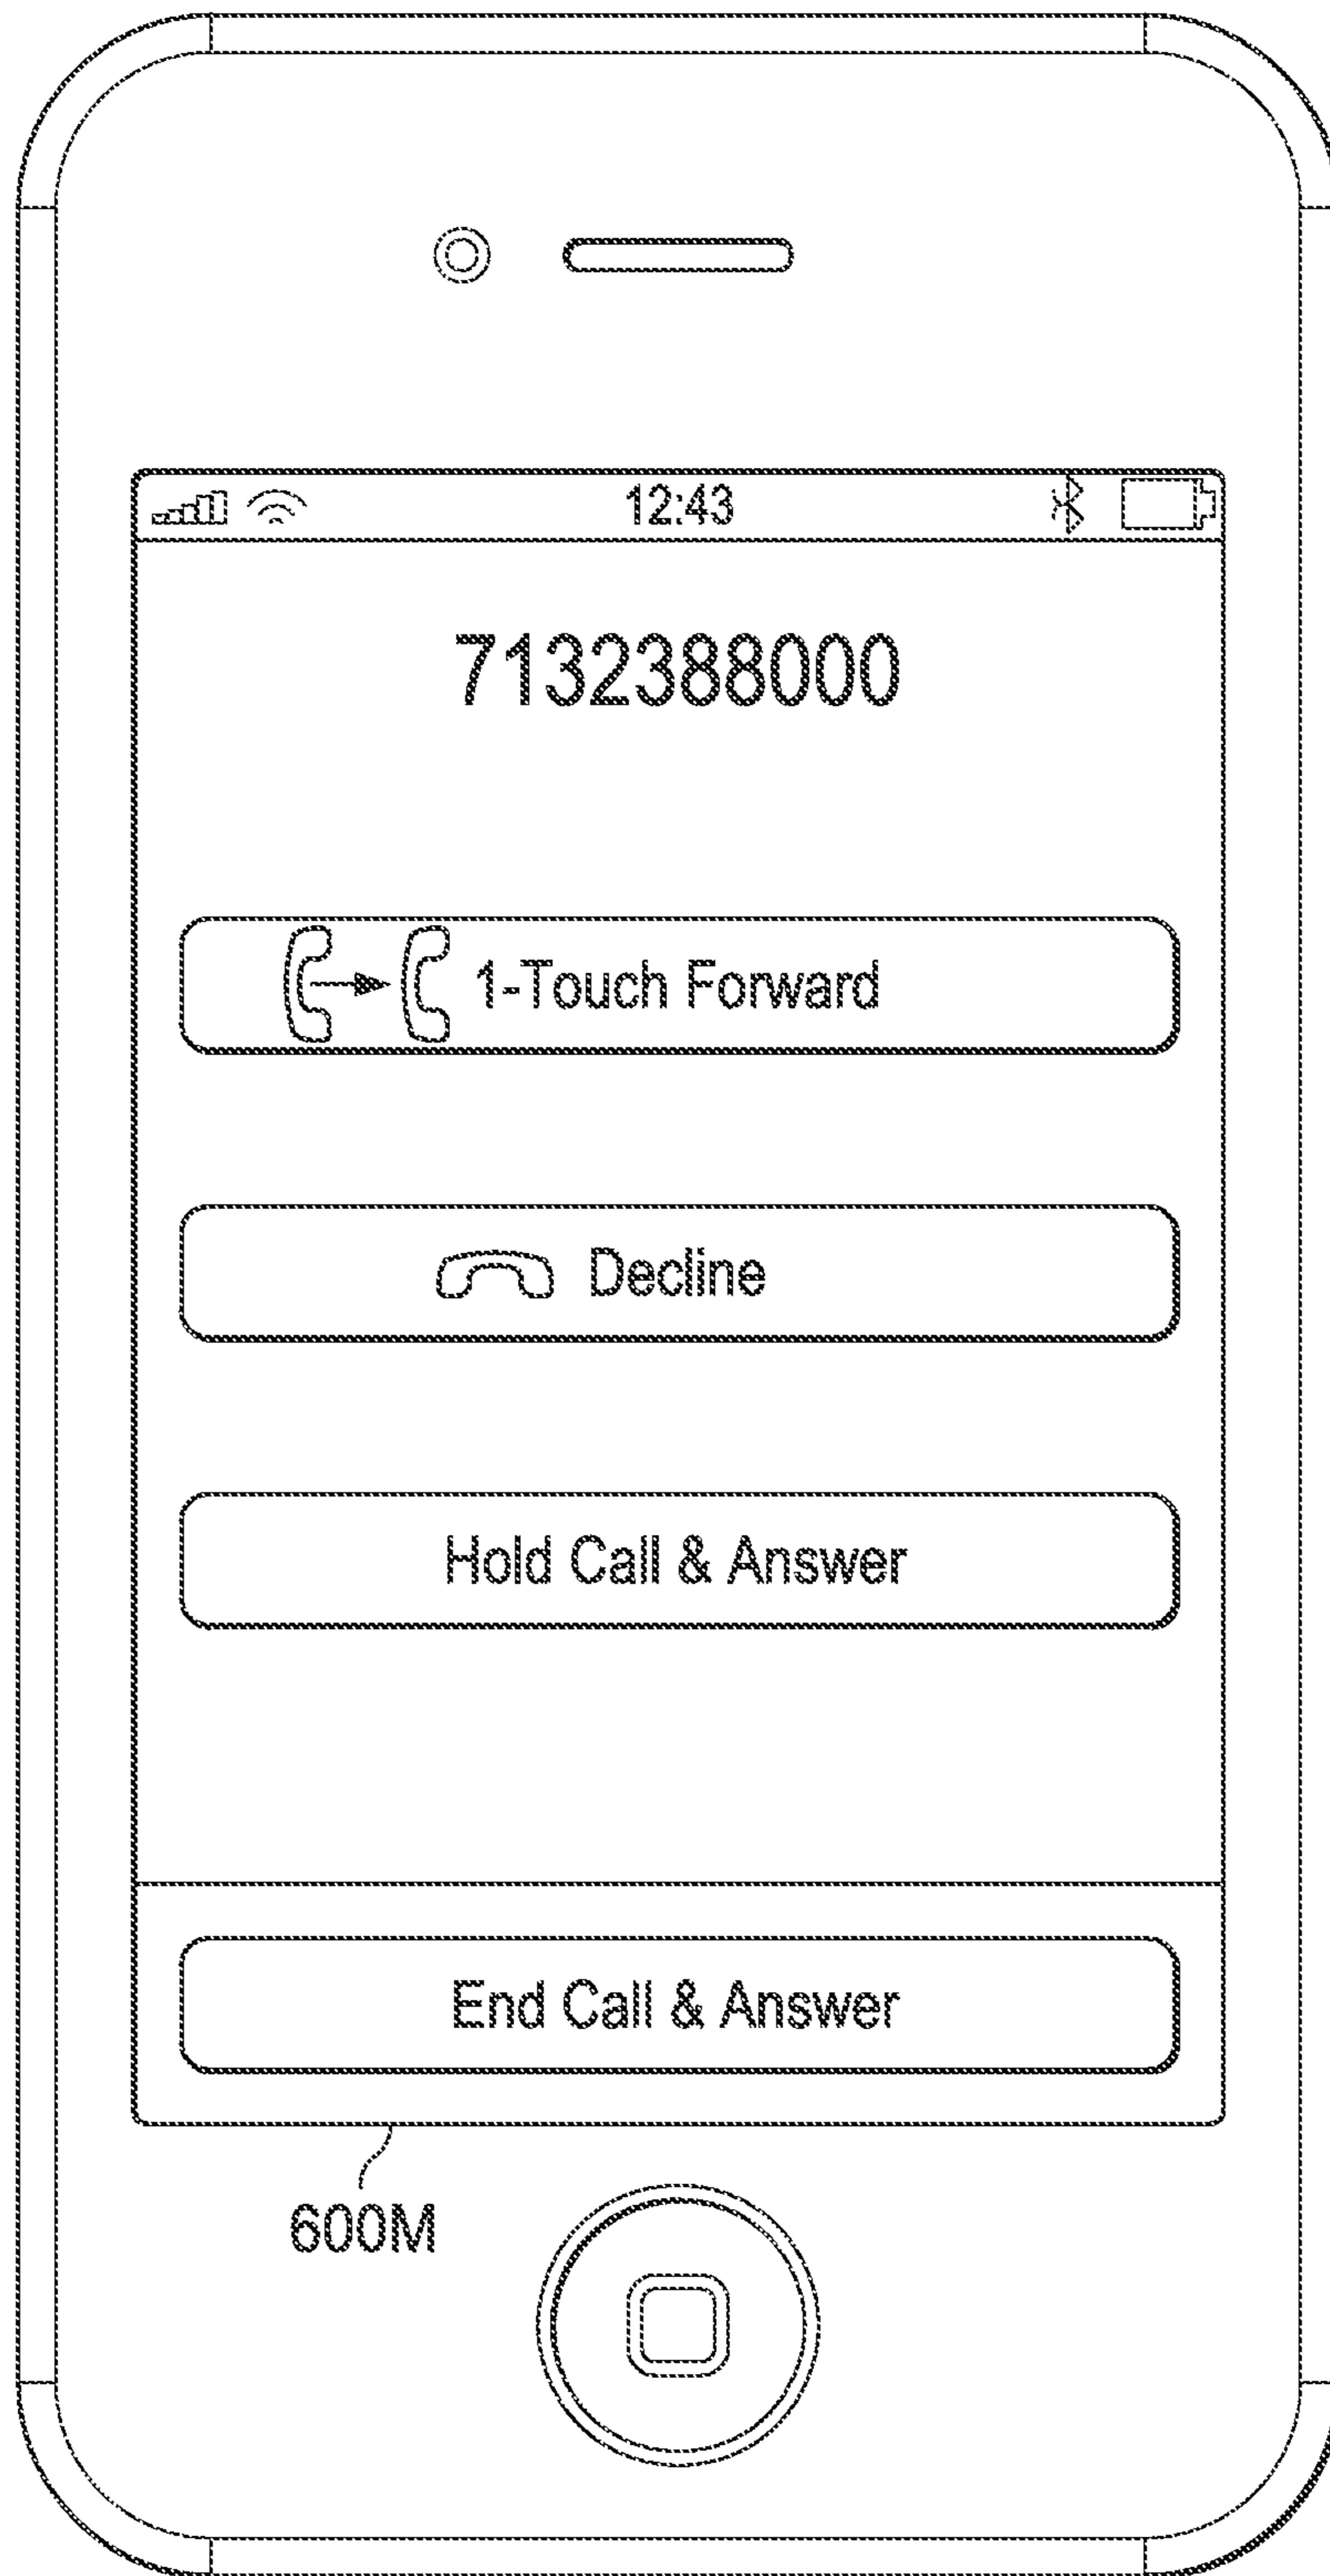 12:43
7132388000
1-Touch Forward
Decline
Hold Call & Answer
End Call & Answer
600M